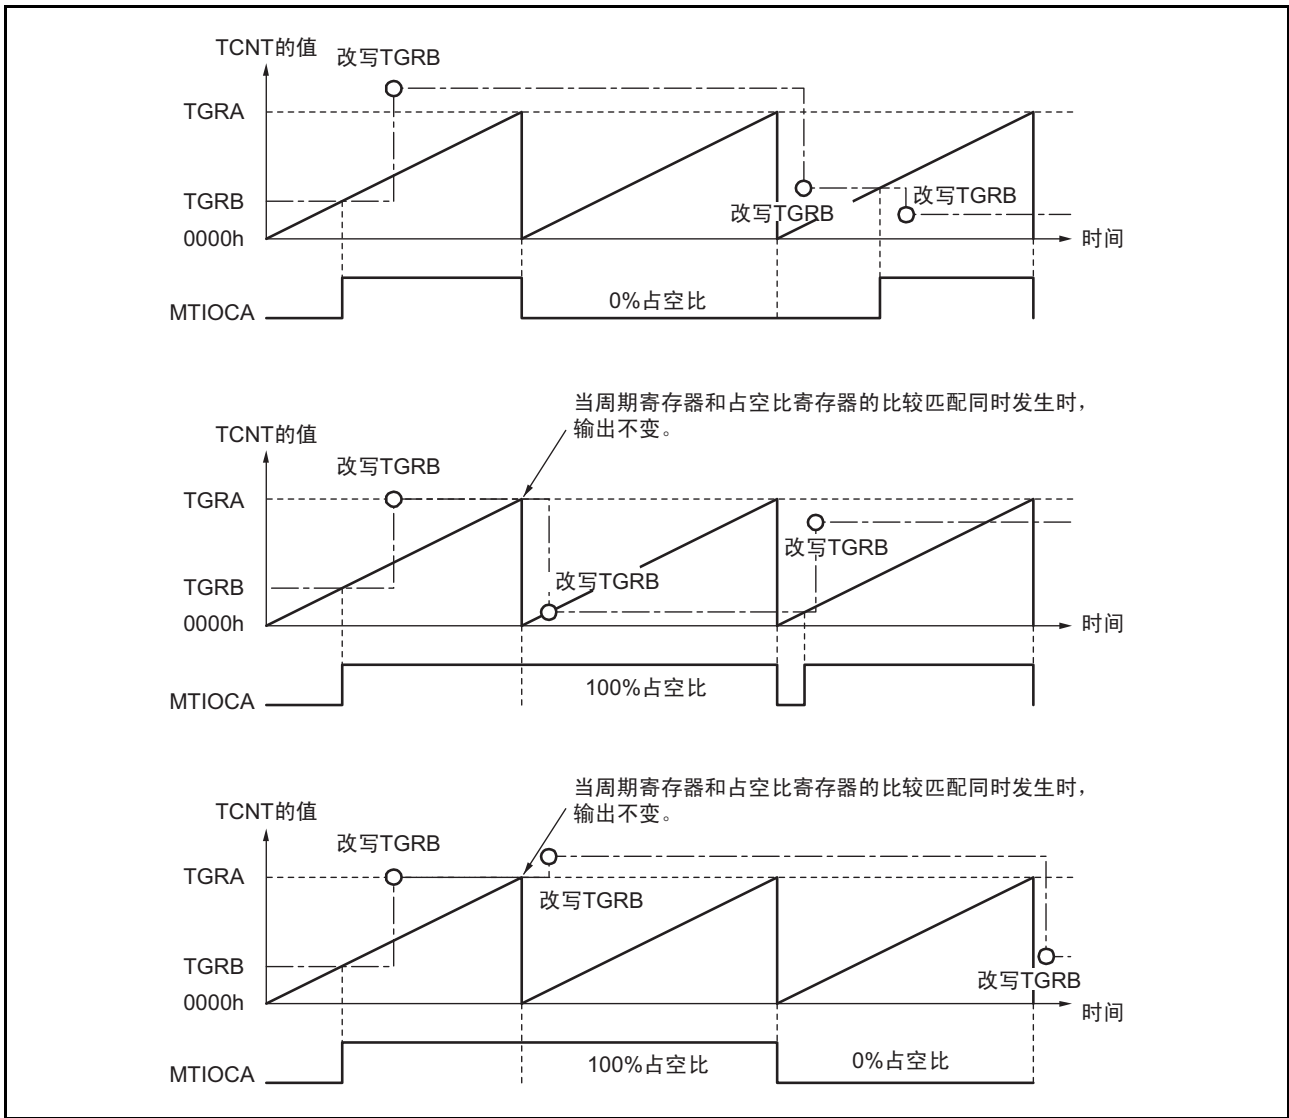 TCNT的值
改写TGRB
TGRA
TGRB
改写TGRB
改写TGRB
0000h
时间
MTIOCA
0%占空比
当周期寄存器和占空比寄存器的比较匹配同时发生时，
输出不变。
TCNT的值
改写TGRB
TGRA
改写TGRB
TGRB
改写TGRB
0000h
时间
MTIOCA
100%占空比
当周期寄存器和占空比寄存器的比较匹配同时发生时，
输出不变。
TCNT的值
改写TGRB
TGRA
改写TGRB
TGRB
改写TGRB
0000h
时间
MTIOCA
100%占空比
0%占空比